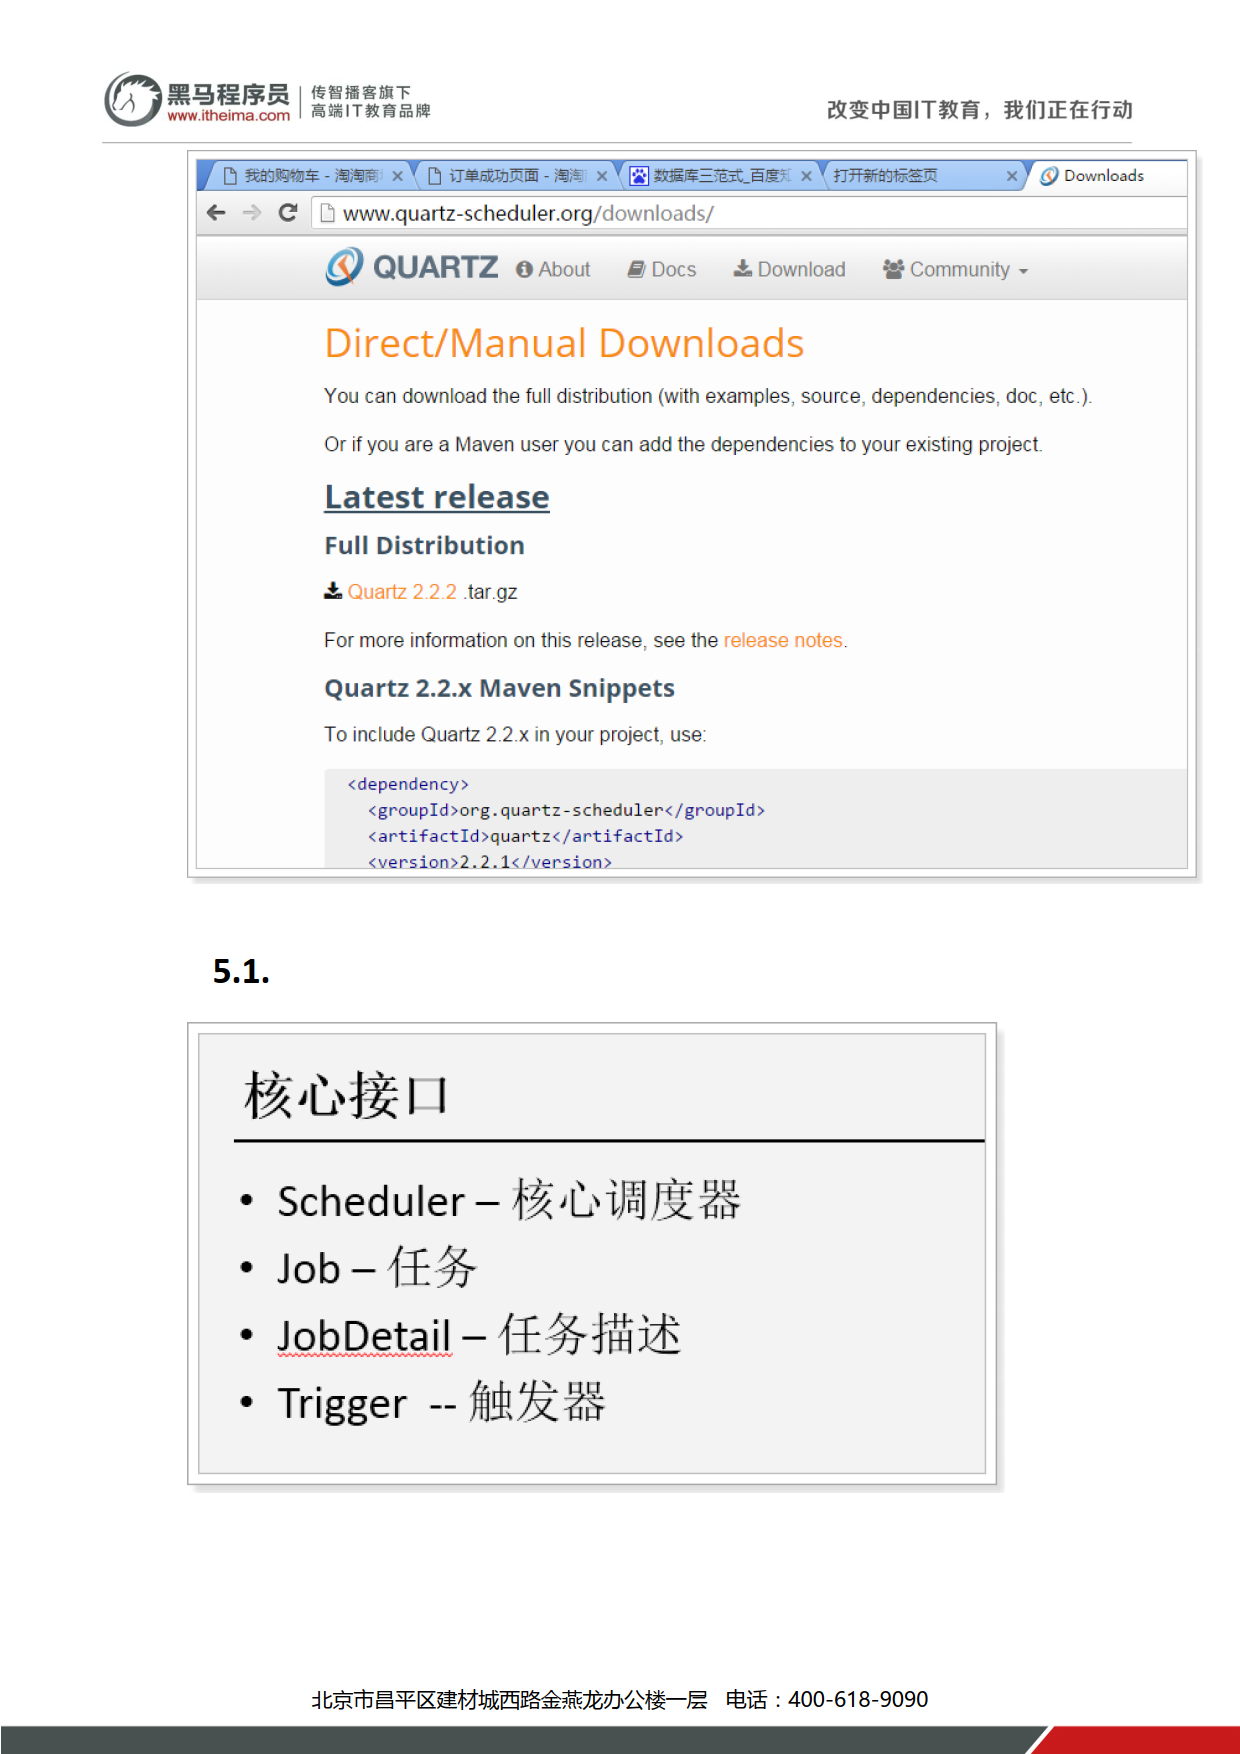 黑马程序员
www.itheima.com
传智播客旗下
高端IT教育品牌
改变中国IT教育，我们正在行动
我的购物车 - 淘淘商
订单成功页面 - 淘淘
数据库三范式_百度知
打开新的标签页
Downloads
www.quartz-scheduler.org/downloads/
QUARTZ About Docs Download Community
Direct/Manual Downloads
You can download the full distribution (with examples, source, dependencies, doc, etc.).
Or if you are a Maven user you can add the dependencies to your existing project.
Latest release
Full Distribution
Quartz 2.2.2 .tar.gz
For more information on this release, see the release notes.
Quartz 2.2.x Maven Snippets
To include Quartz 2.2.x in your project, use:
<dependency>
<groupId>org.quartz-scheduler</groupId>
<artifactId>quartz</artifactId>
<version>2.2.1</version>
5.1.
核心接口
• Scheduler – 核心调度器
• Job – 任务
• JobDetail – 任务描述
• Trigger -- 触发器
北京市昌平区建材城西路金燕龙办公楼一层 电话：400-618-9090